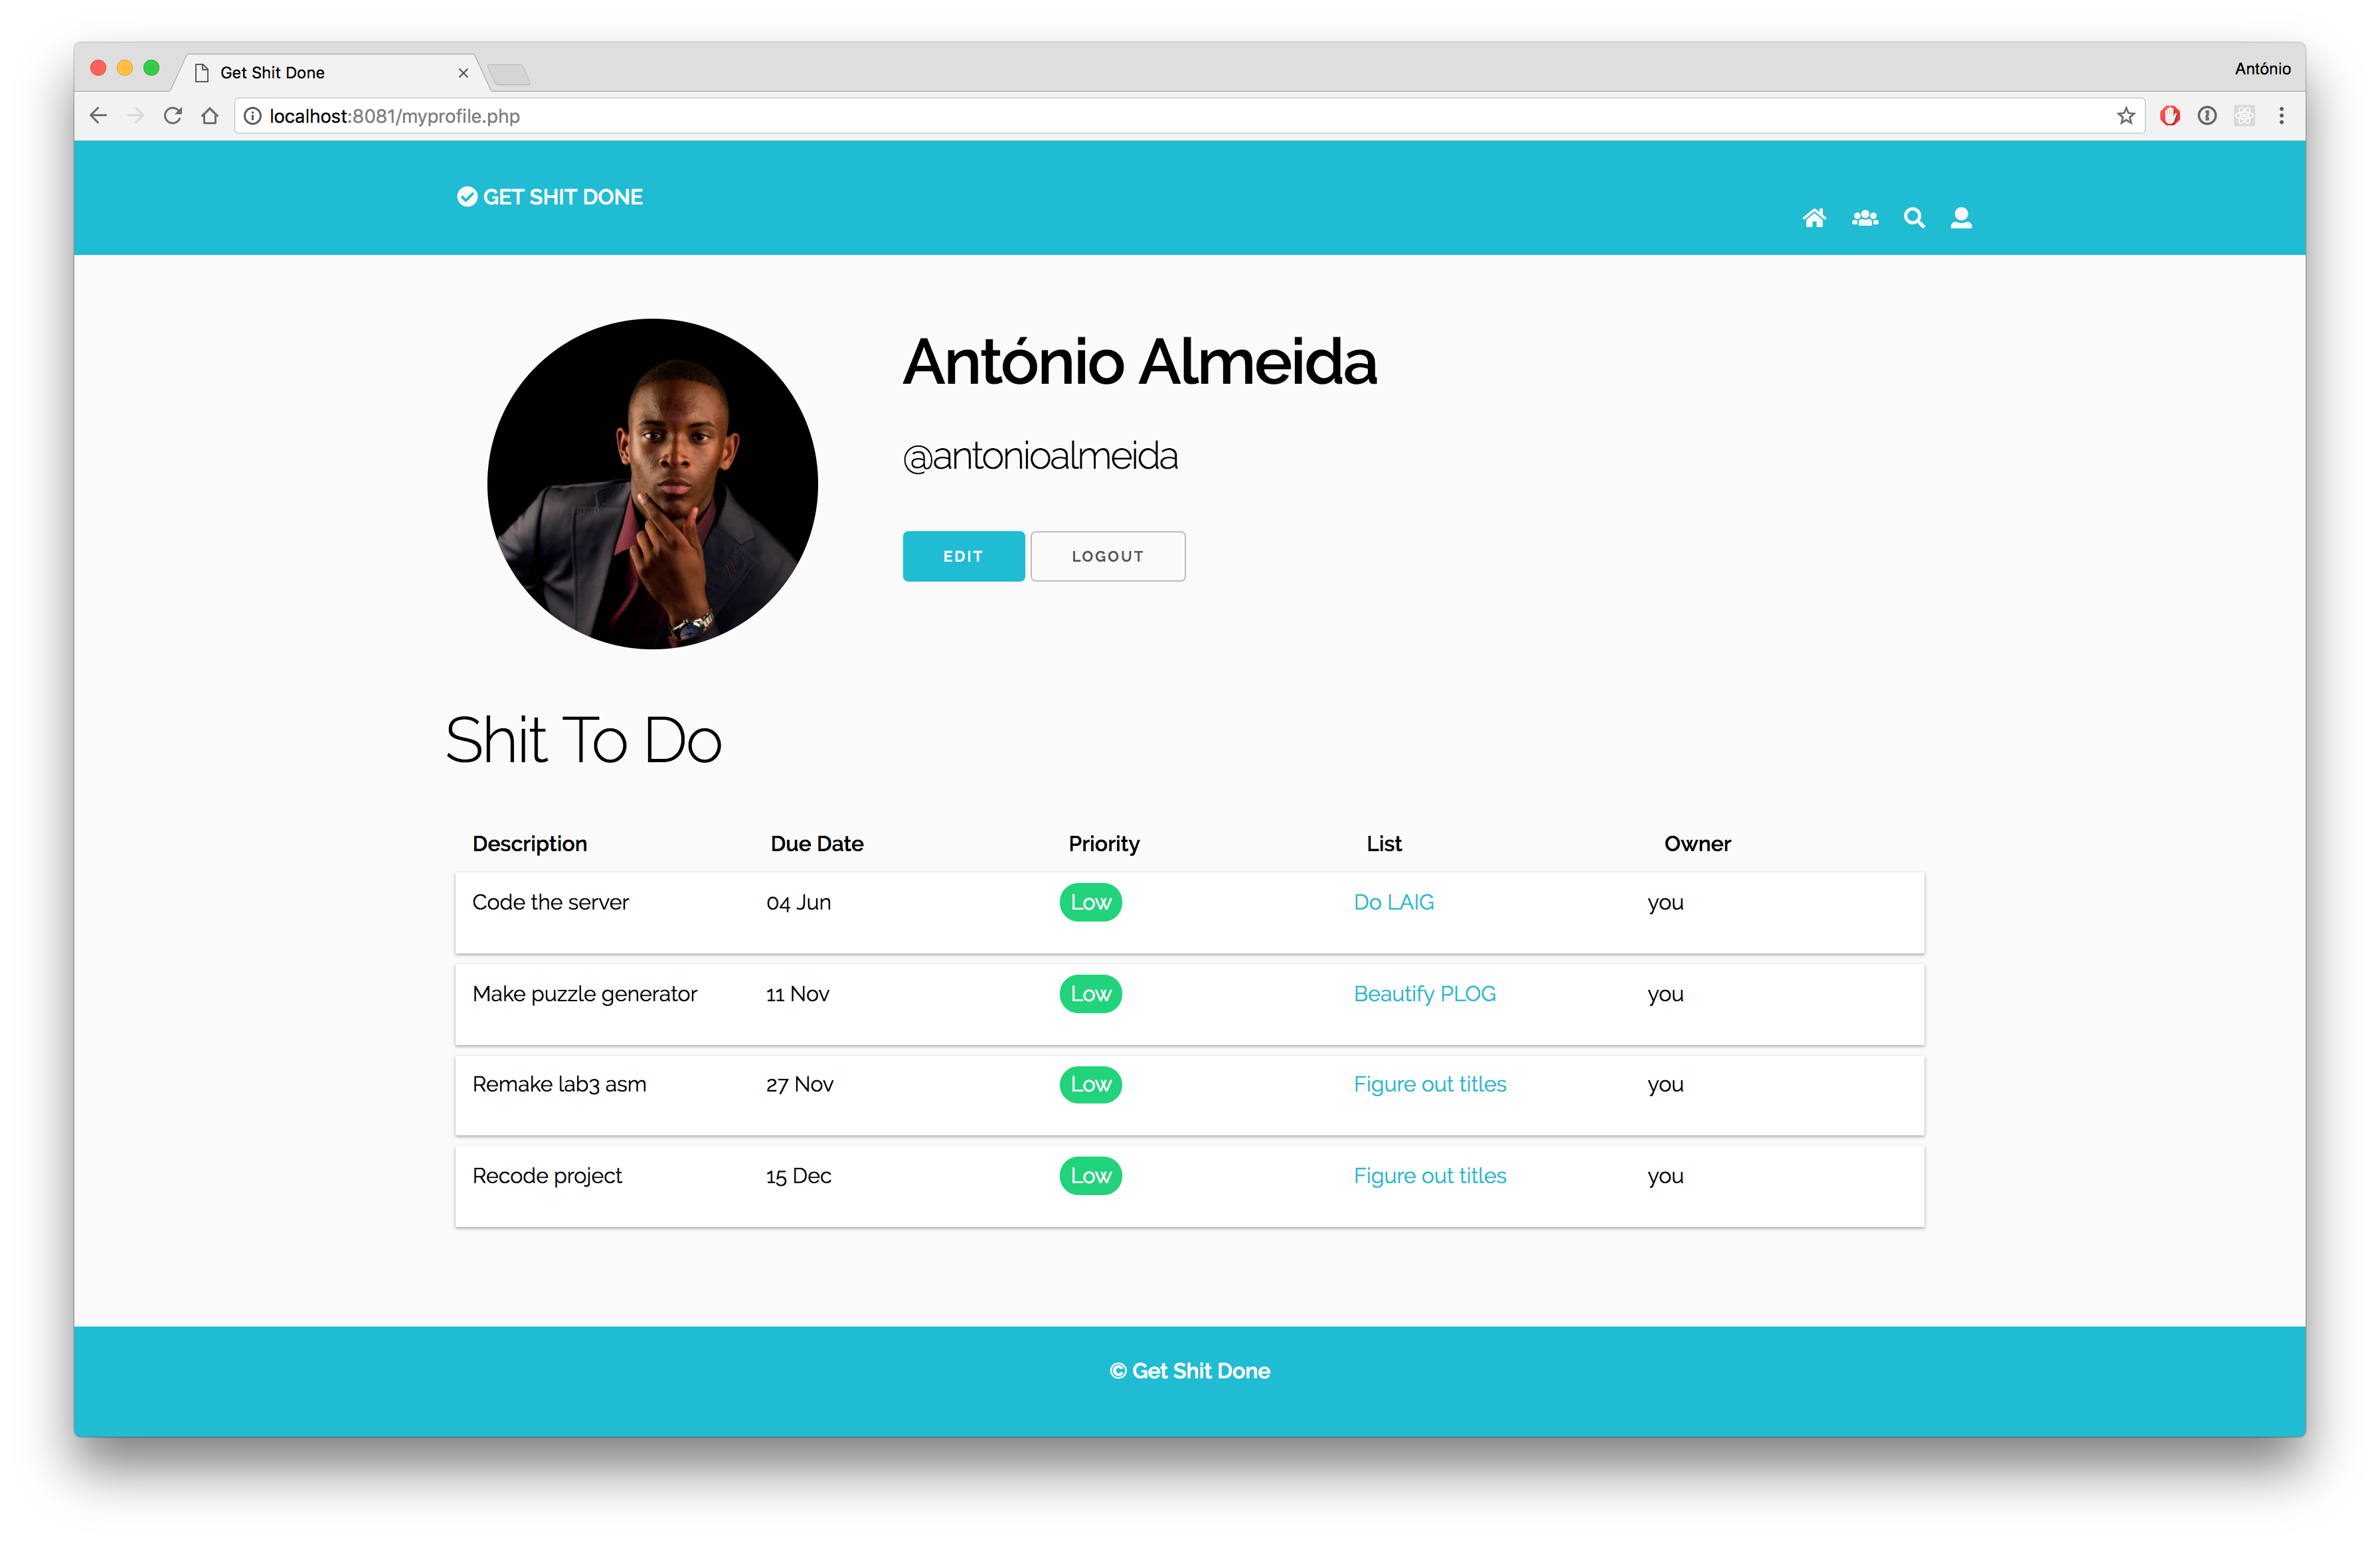 Get Shit Done
António
localhost:8081/myprofile.php
GET SHIT DONE
António Almeida
@antonioalmeida
EDIT LOGOUT
Shit To Do
Description Due Date Priority List Owner
Code the server 04 Jun Low Do LAIG you
Make puzzle generator 11 Nov Low Beautify PLOG you
Remake lab3 asm 27 Nov Low Figure out titles you
Recode project 15 Dec Low Figure out titles you
© Get Shit Done